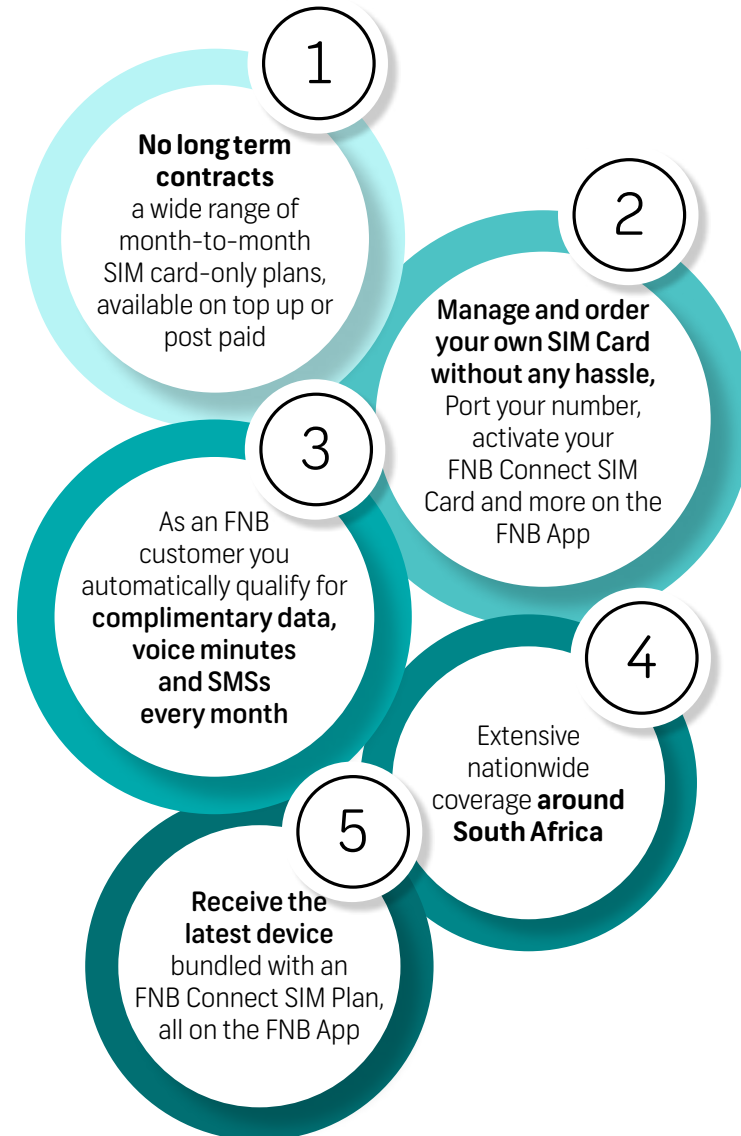 1
No long term
contracts
a wide range of
month-to-month
SIM card-only plans,
available on top up or
post paid
2
Manage and order
your own SIM Card
without any hassle,
Port your number,
activate your
FNB Connect SIM
Card and more on the
FNB App
3
As an FNB
customer you
automatically qualify for
complimentary data,
voice minutes
and SMSs
every month
4
Extensive
nationwide
coverage around
South Africa
5
Receive the
latest device
bundled with an
FNB Connect SIM Plan,
all on the FNB App